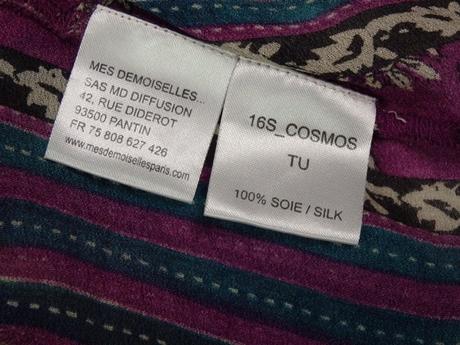 MES DEMOISELLES...
SAS MD DIFFUSION
42, RUE DIDEROT
93500 PANTIN
FR 75 808 627 426
www.mesdemoisellesparis.com
16S_COSMOS
TU
100% SOIE / SILK